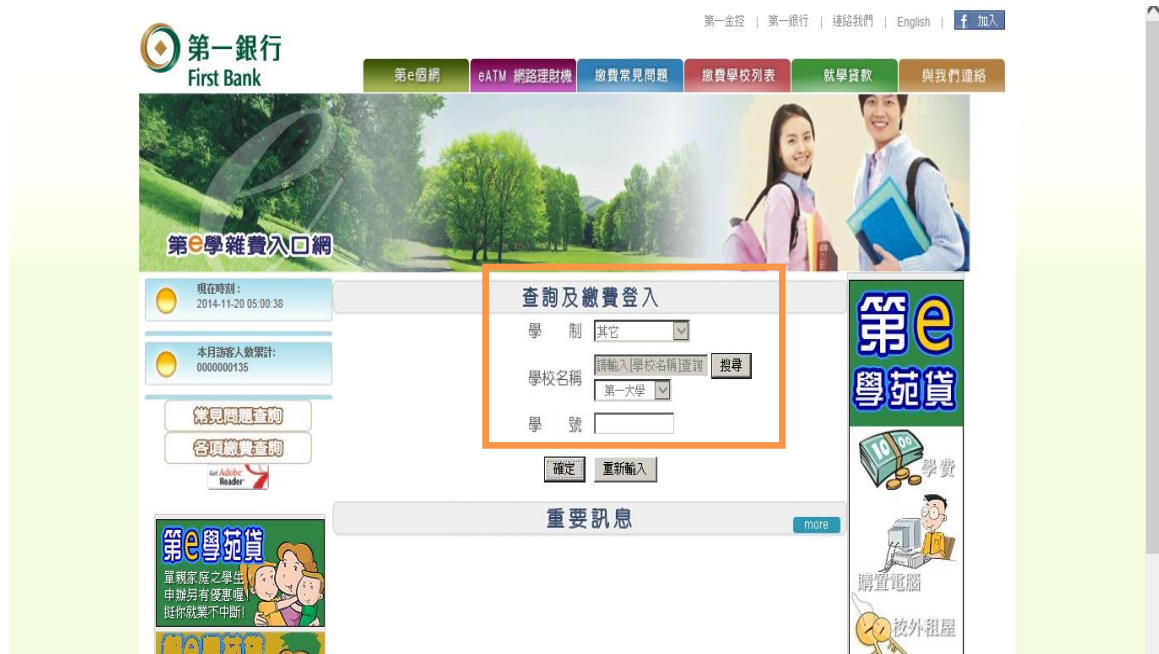 第一金控 | 第一銀行 | 連絡我們 | English | f 加入
第一銀行
First Bank
第e個網 eATM 網路理財機 繳費常見問題 繳費學校列表 就學貸款 與我們連絡
第e學雜費入口網
現在時刻：
2014-11-20 05:00:38
本月訪客人數累計:
0000000135
常見問題查詢
各項繳費查詢
Get Adobe
Reader
第e學苑貸
單親家庭之學生
申辦另有優惠喔!
挺你就業不中斷!
查詢及繳費登入
學 制 其它
學校名稱 請輸入[學校名稱]查詢 搜尋
第一大學
學 號
確定 重新輸入
重要訊息 more
第e
學苑貸
學費
購置電腦
校外租屋